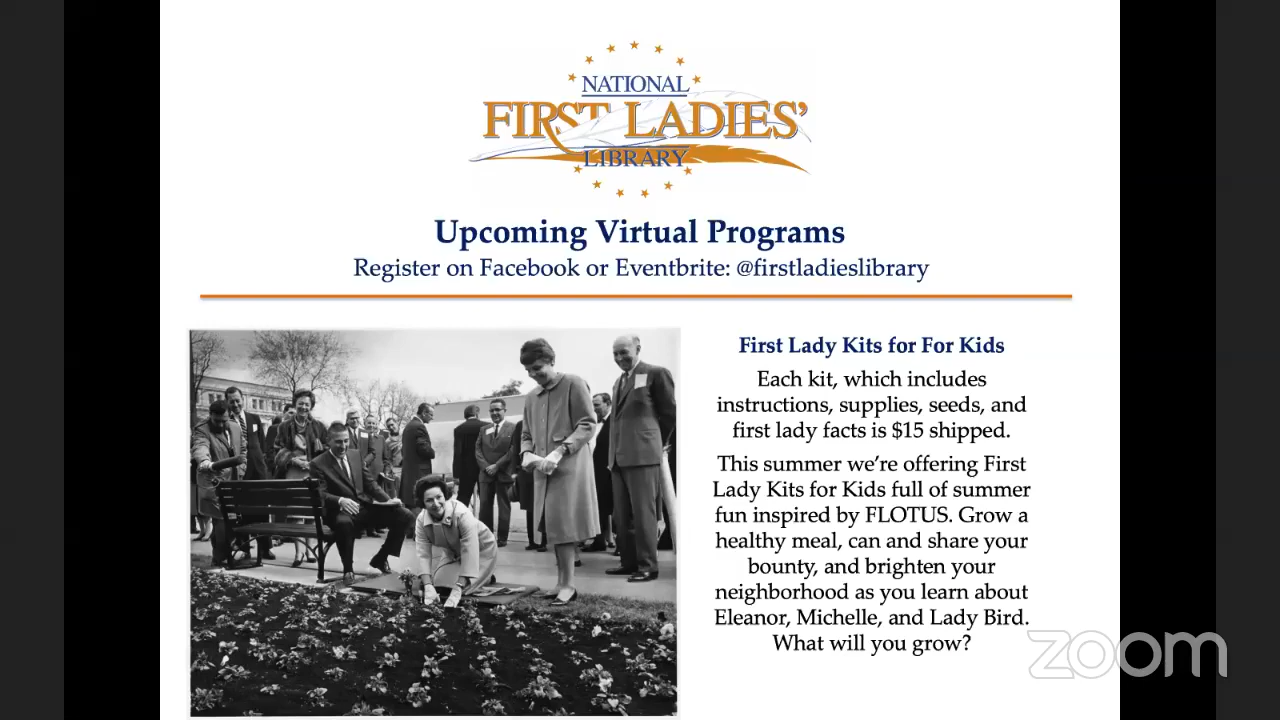 NATIONAL
FIRST LADIES'
LIBRARY
Upcoming Virtual Programs
Register on Facebook or Eventbrite: @firstladieslibrary
First Lady Kits for For Kids
Each kit, which includes
instructions, supplies, seeds, and
first lady facts is $15 shipped.
This summer we're offering First
Lady Kits for Kids full of summer
fun inspired by FLOTUS. Grow a
healthy meal, can and share your
bounty, and brighten your
neighborhood as you learn about
Eleanor, Michelle, and Lady Bird.
What will you grow?
zoom